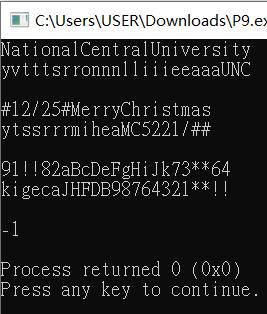 C:\Users\USER\Downloads\P9.ex
NationalCentralUniversity
yvtttsrronnnlliiieeaaaUNC
#12/25#MerryChristmas
ytssrrrmiheaMC5221/##
91!!82aBcDeFgHiJk73**64
kigecaJHFDB98764321**!!
-1
Process returned 0 (0x0)
Press any key to continue.